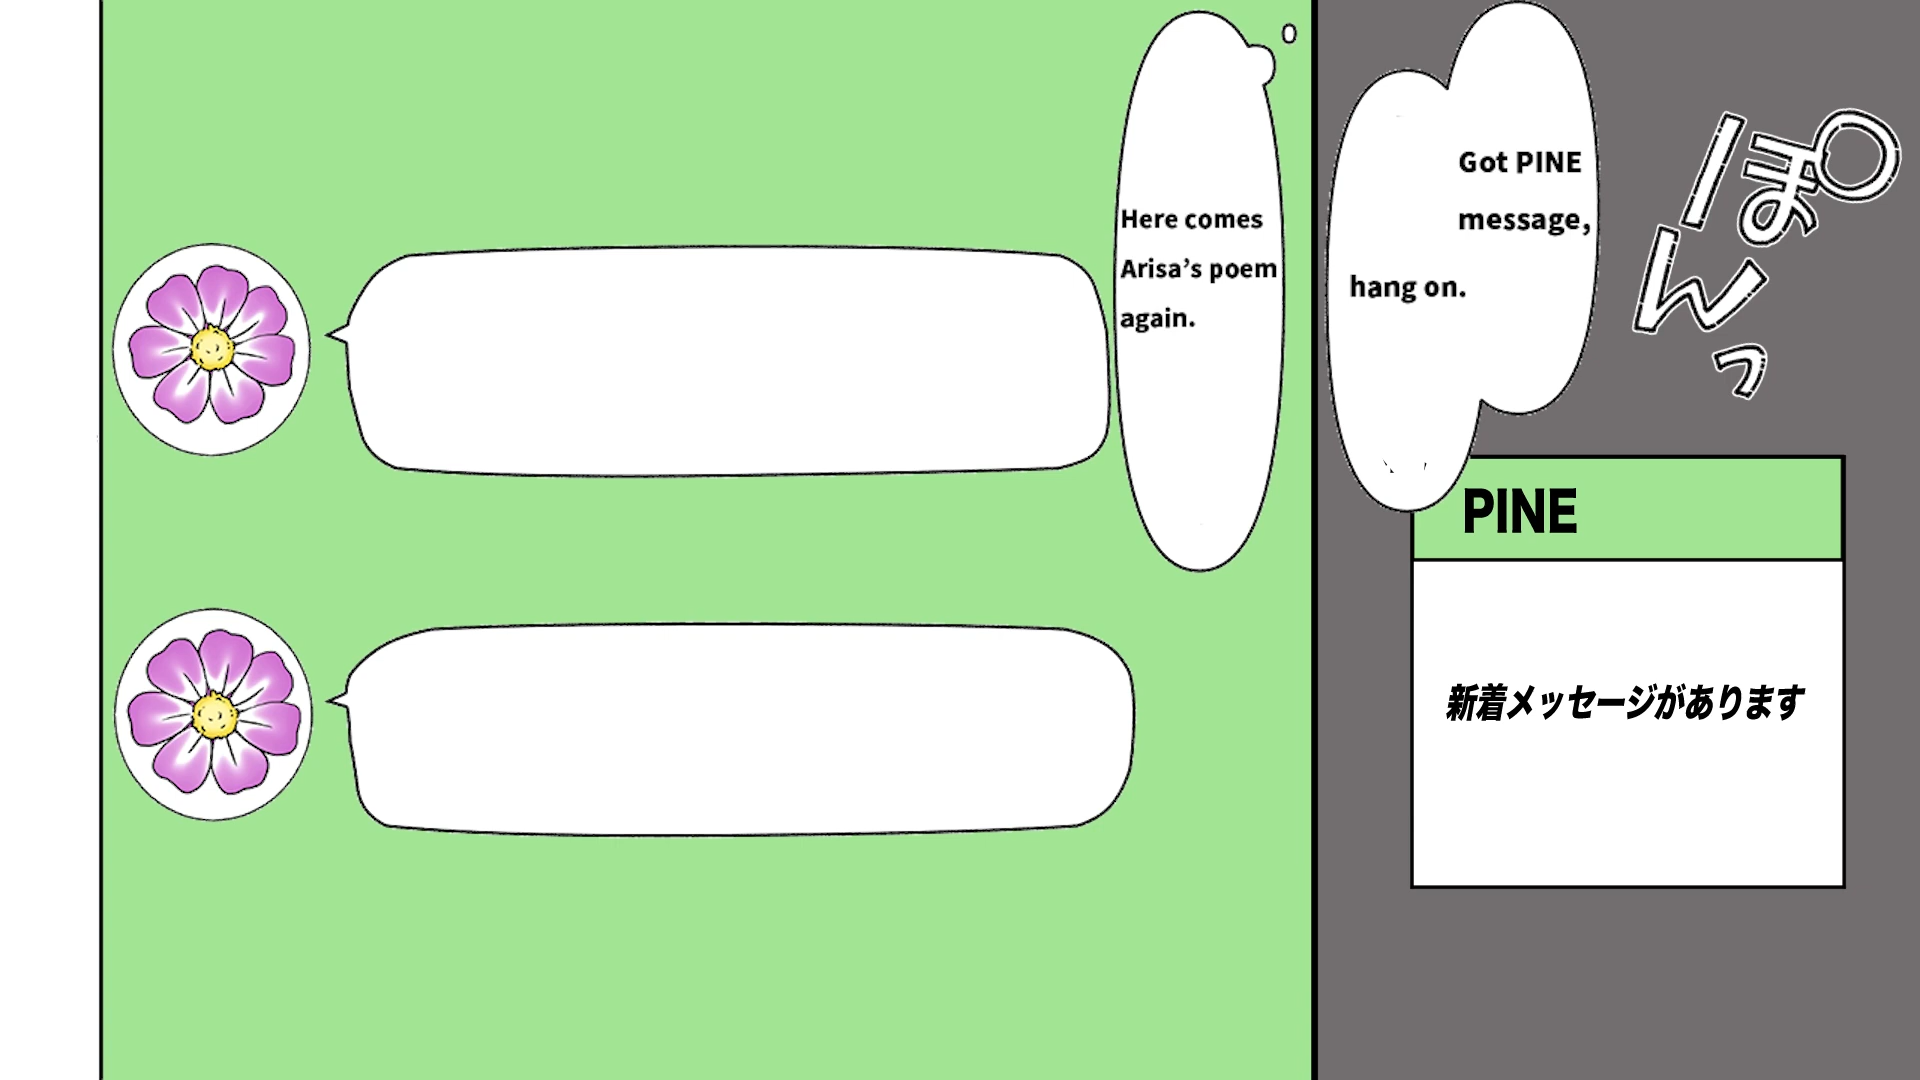 ぽんっ
Got PINE
message,
hang on.
PINE
新着メッセージがあります
Here comes
Arisa’s poem
again.